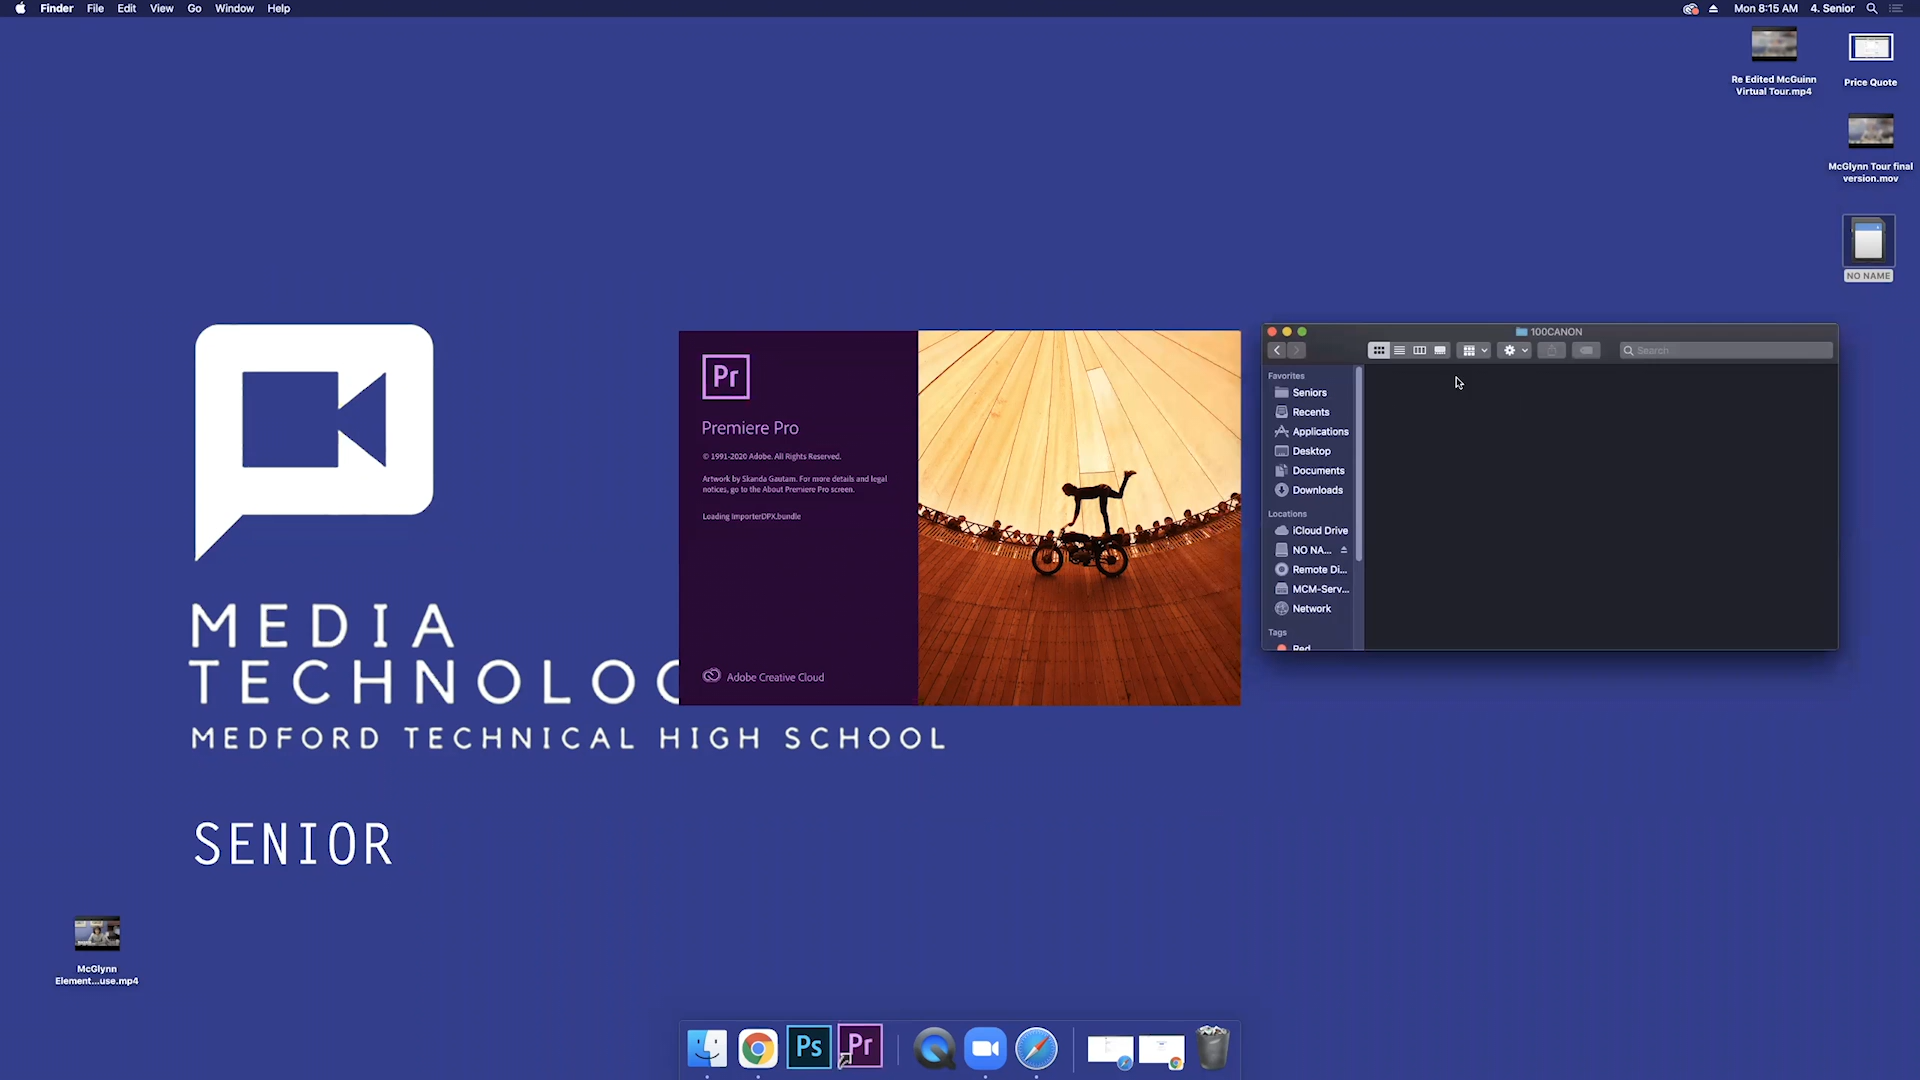 Finder File Edit View Go Window Help
Mon 8:15 AM 4. Senior
Re Edited McGuinn
Virtual Tour.mp4
Price Quote
McGlynn Tour final
version.mov
NO NAME
100CANON
Search
Favorites
Seniors
Recents
Applications
Desktop
Documents
Downloads
Locations
iCloud Drive
NO NA...
Remote Di...
MCM-Serv...
Network
Tags
Red
Pr
Premiere Pro
© 1991-2020 Adobe. All Rights Reserved.
Artwork by Skanda Gautam. For more details and legal
notices, go to the About Premiere Pro screen.
Loading ImporterDPX.bundle
Adobe Creative Cloud
MEDIA
TECHNOLO
MEDFORD TECHNICAL HIGH SCHOOL
SENIOR
McGlynn
Element...use.mp4
Ps
Pr